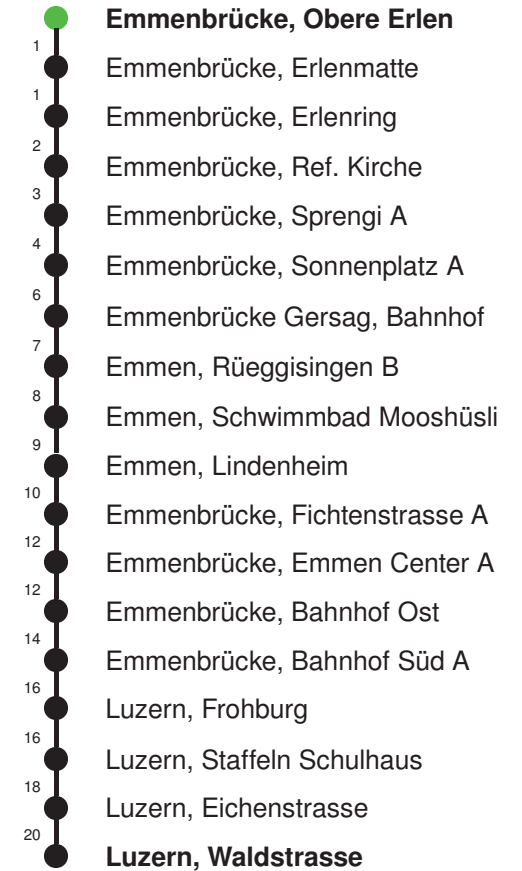 Emmenbrücke, Obere Erlen
1
Emmenbrücke, Erlenmatte
1
Emmenbrücke, Erlenring
2
Emmenbrücke, Ref. Kirche
3
Emmenbrücke, Sprengi A
4
Emmenbrücke, Sonnenplatz A
6
Emmenbrücke Gersag, Bahnhof
7
Emmen, Rüeggisingen B
8
Emmen, Schwimmbad Mooshüsli
9
Emmen, Lindenheim
10
Emmenbrücke, Fichtenstrasse A
12
Emmenbrücke, Emmen Center A
12
Emmenbrücke, Bahnhof Ost
14
Emmenbrücke, Bahnhof Süd A
16
Luzern, Frohburg
16
Luzern, Staffeln Schulhaus
18
Luzern, Eichenstrasse
20
Luzern, Waldstrasse